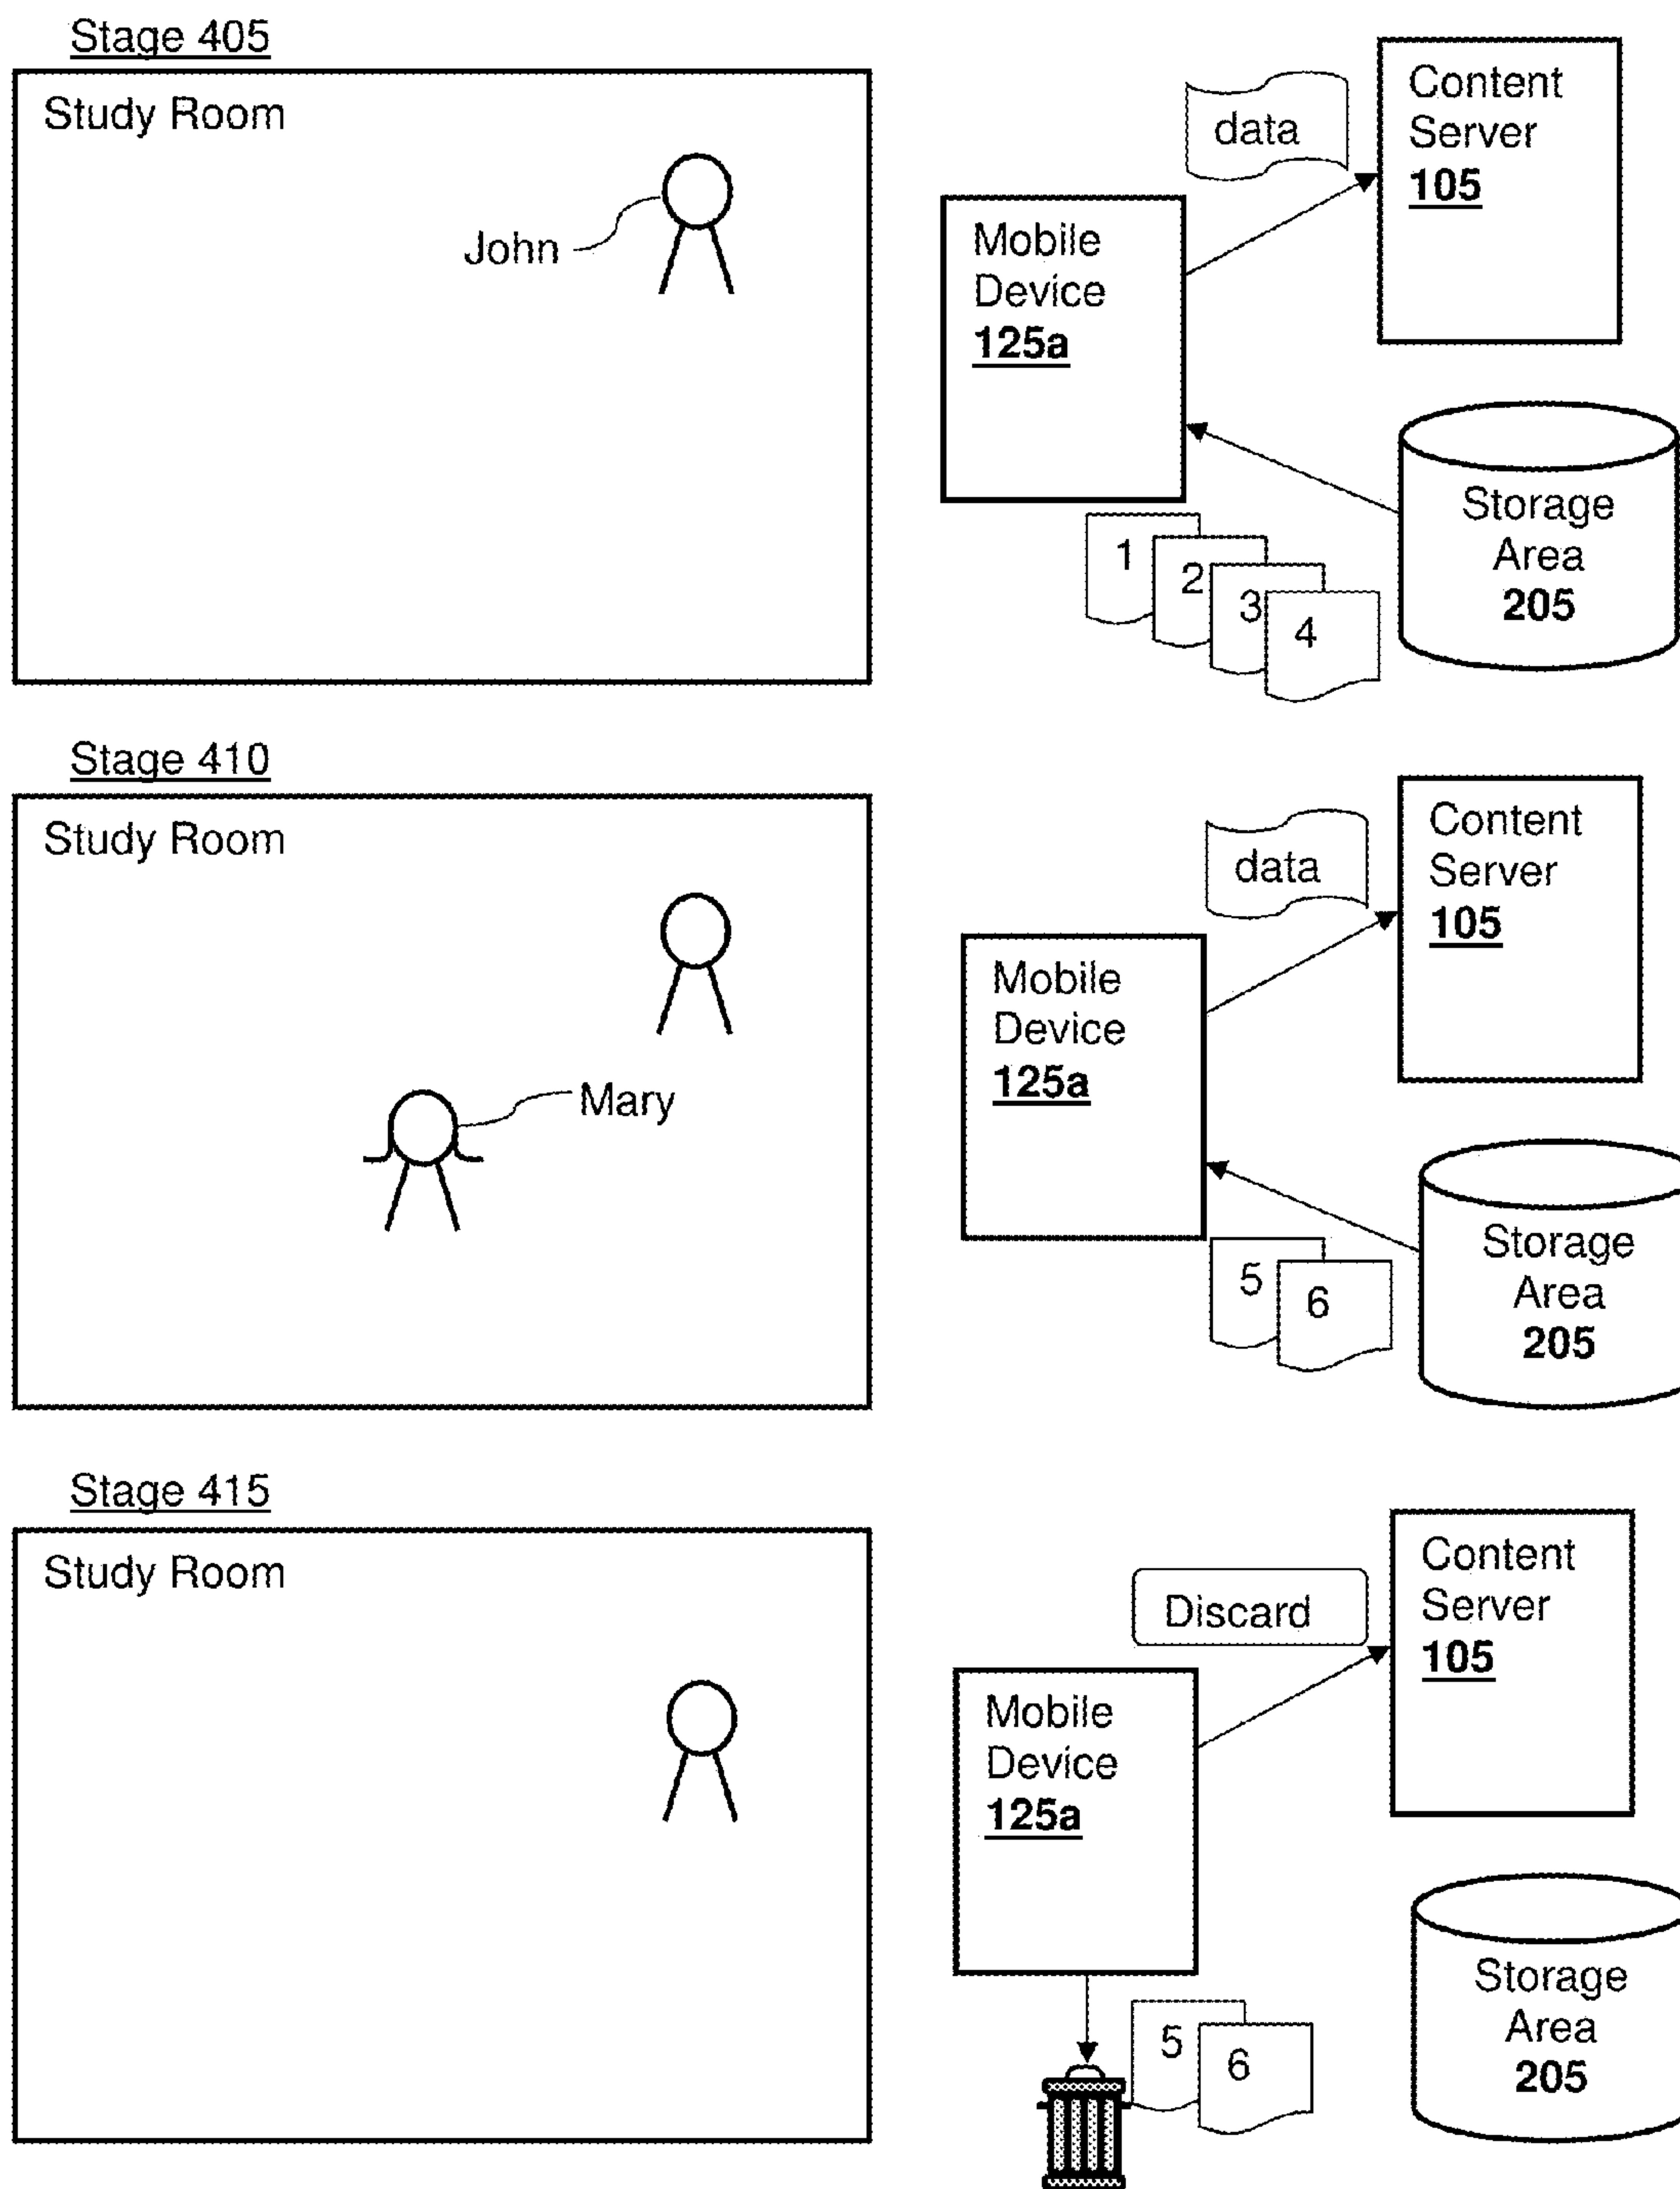 Stage 405
Study Room
John
data
Content
Server
105
Mobile
Device
125a
1
2
3
4
Storage
Area
205
Stage 410
Study Room
Mary
data
Content
Server
105
Mobile
Device
125a
5
6
Storage
Area
205
Stage 415
Study Room
Discard
Content
Server
105
Mobile
Device
125a
5
6
Storage
Area
205